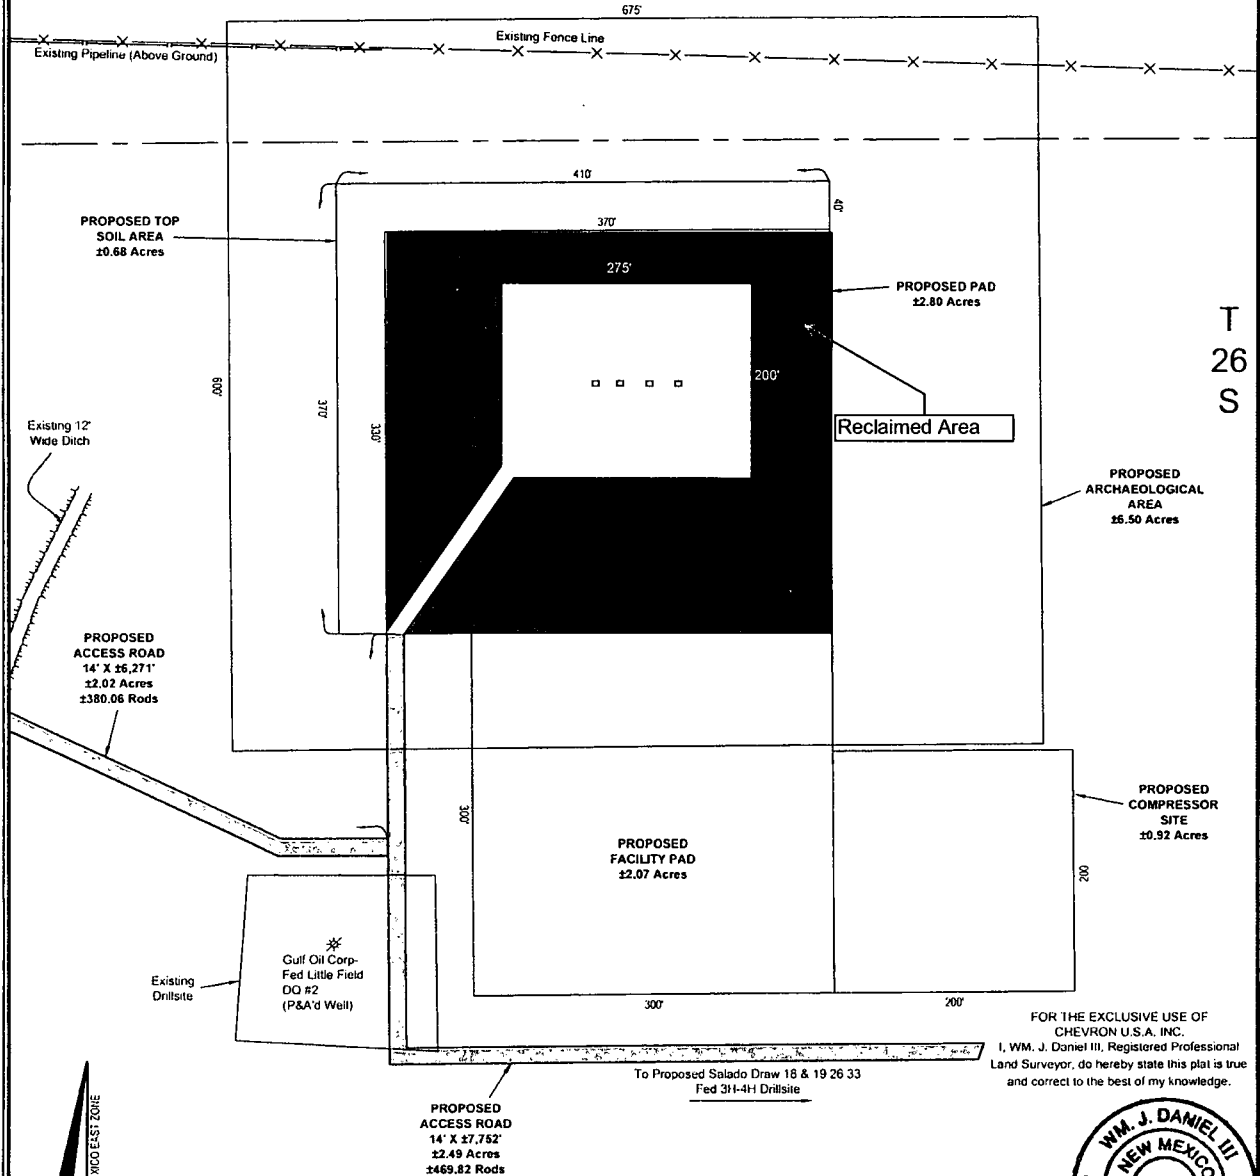 675'
Existing Fence Line
Existing Pipeline (Above Ground)
410'
40'
PROPOSED TOP
SOIL AREA
±0.68 Acres
370'
275'
PROPOSED PAD
±2.80 Acres
T
26
S
600'
370'
330'
200'
Reclaimed Area
Existing 12'
Wide Ditch
PROPOSED
ARCHAEOLOGICAL
AREA
±6.50 Acres
PROPOSED
ACCESS ROAD
14' X ±6,271'
±2.02 Acres
±380.06 Rods
300'
PROPOSED
FACILITY PAD
±2.07 Acres
PROPOSED
COMPRESSOR
SITE
±0.92 Acres
200'
Gulf Oil Corp-
Fed Little Field
DQ #2
(P&A'd Well)
Existing
Drillsite
300'
200'
FOR THE EXCLUSIVE USE OF
CHEVRON U.S.A. INC.
I, WM. J. Daniel III, Registered Professional
Land Surveyor, do hereby state this plat is true
and correct to the best of my knowledge.
To Proposed Salado Draw 18 & 19 26 33
Fed 3H-4H Drillsite
PROPOSED
ACCESS ROAD
14' X ±7,752'
±2.49 Acres
±469.82 Rods
EAST ZONE
WM. J. DANIEL III
NEW MEXICO